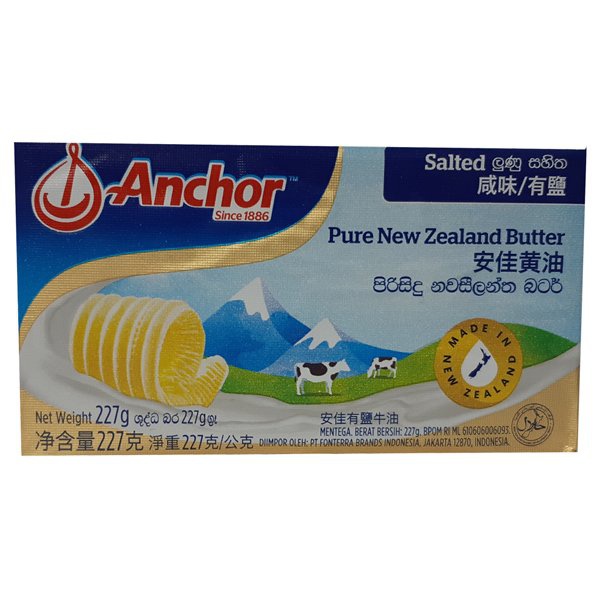 Anchor™
Since 1886
Salted ලුණු සහිත
咸味/有鹽
Pure New Zealand Butter
安佳黄油
පිරිසිදු නවසීලන්ත බටර්
MADE IN
NEW ZEALAND
Net Weight 227g ශුද්ධ බර 227g
净含量227克 淨重227克/公克
安佳有鹽牛油
MENTEGA. BERAT BERSIH: 227g. BPOM RI ML 610606006093.
DIIMPOR OLEH: PT FONTERRA BRANDS INDONESIA, JAKARTA 12870, INDONESIA.
حلال